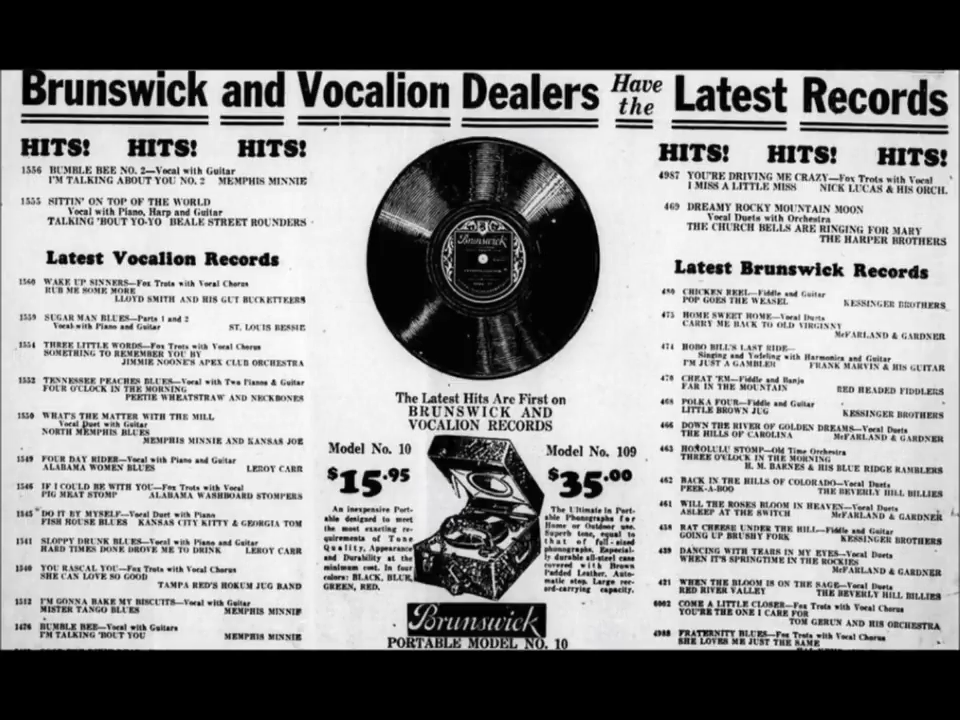 Brunswick and Vocalion Dealers Have the Latest Records
HITS! HITS! HITS!
1556 BUMBLE BEE NO. 2—Vocal with Guitar
I'M TALKING ABOUT YOU NO. 2 MEMPHIS MINNIE
1555 SITTIN' ON TOP OF THE WORLD
Vocal with Piano, Harp and Guitar
TALKING 'BOUT YO-YO BEALE STREET ROUNDERS
Latest Vocalion Records
1560 WAKE UP SINNERS—Fox Trots with Vocal Chorus
RUB ME SOME MORE
LLOYD SMITH AND HIS GUT BUCKETEERS
1559 SUGAR MAN BLUES—Parts 1 and 2
Vocal with Piano and Guitar ST. LOUIS BESSIE
1554 THREE LITTLE WORDS—Fox Trots with Vocal Chorus
SOMETHING TO REMEMBER YOU BY
JIMMIE NOONE'S APEX CLUB ORCHESTRA
1552 TENNESSEE PEACHES BLUES—Vocal with Two Pianos & Guitar
FOUR O'CLOCK IN THE MORNING
PEETIE WHEATSTRAW AND NECKBONES
1550 WHAT'S THE MATTER WITH THE MILL
Vocal Duet with Guitar
NORTH MEMPHIS BLUES
MEMPHIS MINNIE AND KANSAS JOE
1549 FOUR DAY RIDER—Vocal with Piano and Guitar
ALABAMA WOMEN BLUES LEROY CARR
1546 IF I COULD BE WITH YOU—Fox Trots with Vocal
PIG MEAT STOMP ALABAMA WASHBOARD STOMPERS
1545 DO IT BY MYSELF—Vocal Duet with Piano
FISH HOUSE BLUES KANSAS CITY KITTY & GEORGIA TOM
1541 SLOPPY DRUNK BLUES—Vocal with Piano and Guitar
HARD TIMES DONE DROVE ME TO DRINK LEROY CARR
1540 YOU RASCAL YOU—Fox Trots with Vocal Chorus
SHE CAN LOVE SO GOOD
TAMPA RED'S HOKUM JUG BAND
1512 I'M GONNA BAKE MY BISCUITS—Vocal with Guitar
MISTER TANGO BLUES MEMPHIS MINNIE
1476 BUMBLE BEE—Vocal with Guitars
I'M TALKING 'BOUT YOU MEMPHIS MINNIE
Brunswick
The Latest Hits Are First on
BRUNSWICK AND
VOCALION RECORDS
Model No. 10
$15.95
An inexpensive Port-
able designed to meet
the most exacting re-
quirements of Tone
Quality, Appearance
and Durability at the
minimum cost. In four
colors: BLACK, BLUE,
GREEN, RED.
Model No. 109
$35.00
The Ultimate in Port-
able Phonographs for
Home or Outdoor use.
Superb tone, equal to
that of full-sized
phonographs. Especial-
ly durable all-steel case
covered with Brown
Padded Leather. Auto-
matic stop. Large rec-
ord-carrying capacity.
Brunswick
PORTABLE MODEL NO. 10
HITS! HITS! HITS!
4987 YOU'RE DRIVING ME CRAZY—Fox Trots with Vocal
I MISS A LITTLE MISS NICK LUCAS & HIS ORCH.
469 DREAMY ROCKY MOUNTAIN MOON
Vocal Duets with Orchestra
THE CHURCH BELLS ARE RINGING FOR MARY
THE HARPER BROTHERS
Latest Brunswick Records
480 CHICKEN REEL—Fiddle and Guitar
POP GOES THE WEASEL KESSINGER BROTHERS
475 HOME SWEET HOME—Vocal Duets
CARRY ME BACK TO OLD VIRGINNY
McFARLAND & GARDNER
474 HOBO BILL'S LAST RIDE—
Singing and Yodeling with Harmonica and Guitar
I'M JUST A GAMBLER FRANK MARVIN & HIS GUITAR
470 CHEAT 'EM—Fiddle and Banjo
FAR IN THE MOUNTAIN RED HEADED FIDDLERS
468 POLKA FOUR—Fiddle and Guitar
LITTLE BROWN JUG KESSINGER BROTHERS
466 DOWN THE RIVER OF GOLDEN DREAMS—Vocal Duets
THE HILLS OF CAROLINA McFARLAND & GARDNER
463 HONOLULU STOMP—Old Time Orchestra
THREE O'CLOCK IN THE MORNING
H. M. BARNES & HIS BLUE RIDGE RAMBLERS
462 BACK IN THE HILLS OF COLORADO—Vocal Duets
PEEK-A-BOO THE BEVERLY HILL BILLIES
461 WILL THE ROSES BLOOM IN HEAVEN—Vocal Duets
ASLEEP AT THE SWITCH McFARLAND & GARDNER
458 RAT CHEESE UNDER THE HILL—Fiddle and Guitar
GOING UP BRUSHY FORK KESSINGER BROTHERS
439 DANCING WITH TEARS IN MY EYES—Vocal Duets
WHEN IT'S SPRINGTIME IN THE ROCKIES
McFARLAND & GARDNER
421 WHEN THE BLOOM IS ON THE SAGE—Vocal Duets
RED RIVER VALLEY THE BEVERLY HILL BILLIES
6002 COME A LITTLE CLOSER—Fox Trots with Vocal Chorus
YOU'RE THE ONE I CARE FOR
TOM GERUN AND HIS ORCHESTRA
4988 FRATERNITY BLUES—Fox Trots with Vocal Chorus
SHE LOVES ME JUST THE SAME